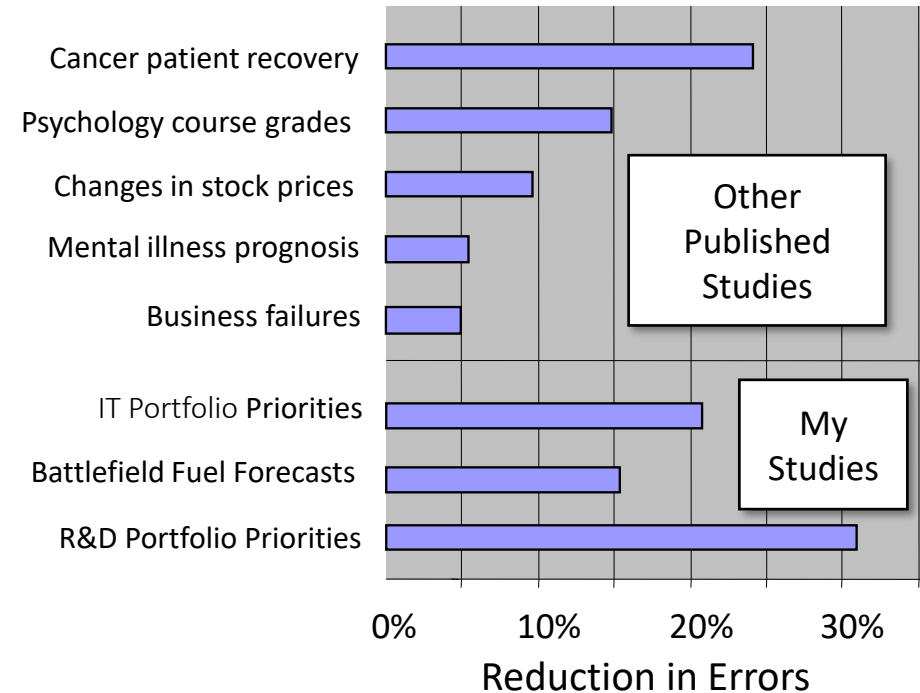 Cancer patient recovery
Psychology course grades
Changes in stock prices
Mental illness prognosis
Business failures
Other
Published
Studies
IT Portfolio Priorities
Battlefield Fuel Forecasts
R&D Portfolio Priorities
My
Studies
0% 10% 20% 30%
Reduction in Errors